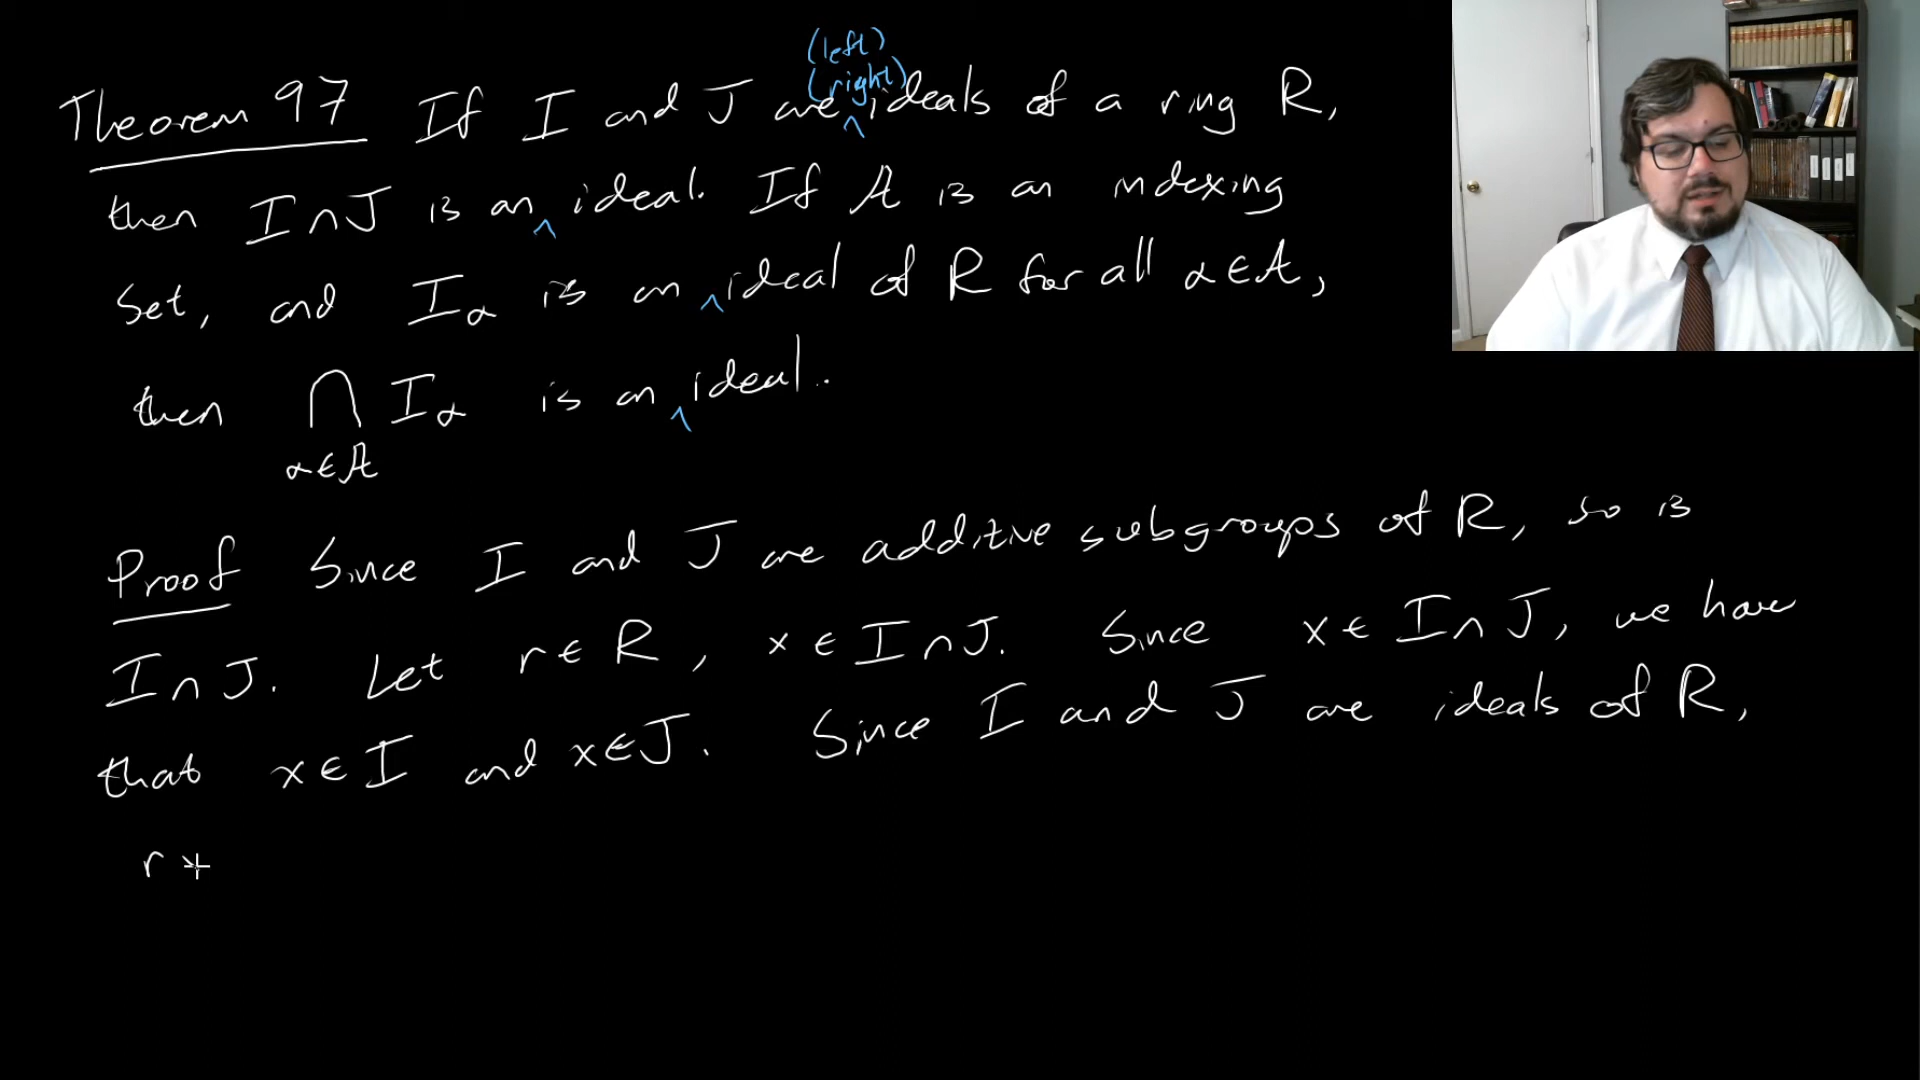 (left)
(right)
Theorem 97 If I and J are ^ ideals of a ring R,
then I ∩ J is an ^ ideal. If A is an indexing
set, and I_α is an ^ ideal of R for all α ∈ A,
then ⋂ I_α is an ^ ideal.
α ∈ A
Proof Since I and J are additive subgroups of R, so is
I ∩ J. Let r ∈ R, x ∈ I ∩ J. Since x ∈ I ∩ J, we have
that x ∈ I and x ∈ J. Since I and J are ideals of R,
r